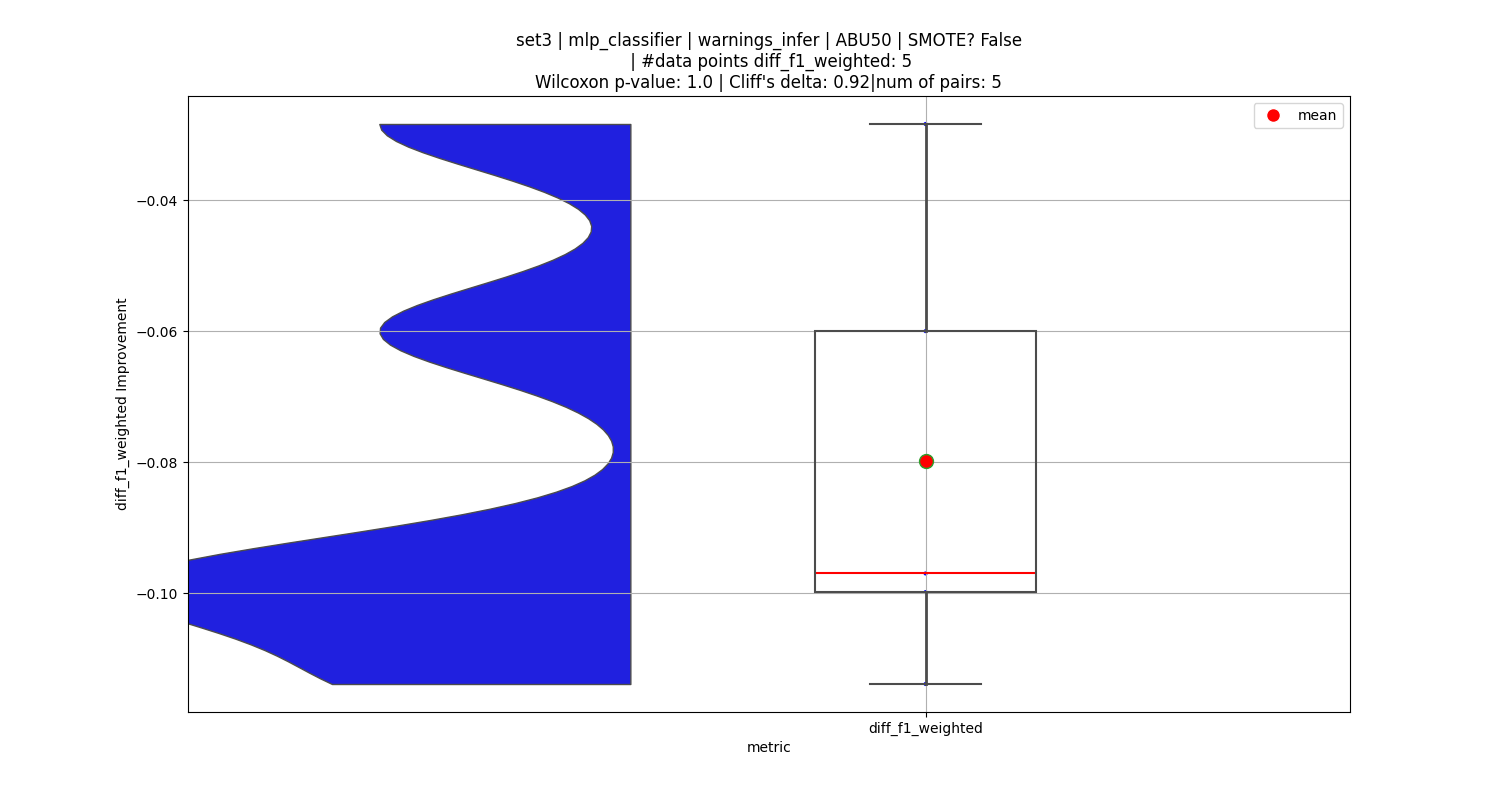 set3 | mlp_classifier | warnings_infer | ABU50 | SMOTE? False
| #data points diff_f1_weighted: 5
Wilcoxon p-value: 1.0 | Cliff's delta: 0.92|num of pairs: 5
mean
−0.04
−0.06
−0.08
−0.10
diff_f1_weighted Improvement
diff_f1_weighted
metric